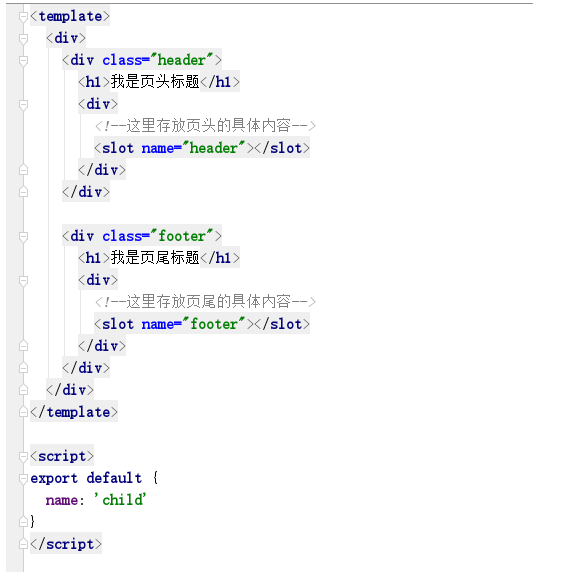 <template>
  <div>
    <div class="header">
      <h1>我是页头标题</h1>
      <div>
        <!--这里存放页头的具体内容-->
        <slot name="header"></slot>
      </div>
    </div>

    <div class="footer">
      <h1>我是页尾标题</h1>
      <div>
        <!--这里存放页尾的具体内容-->
        <slot name="footer"></slot>
      </div>
    </div>
  </div>
</template>

<script>
export default {
  name: 'child'
}
</script>